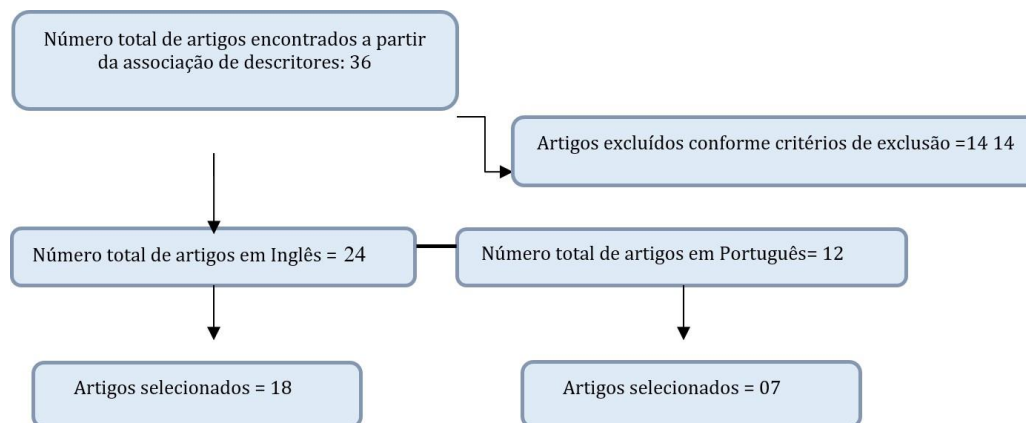 Número total de artigos encontrados a partir
da associação de descritores: 36
Artigos excluídos conforme critérios de exclusão =14 14
Número total de artigos em Inglês = 24
Número total de artigos em Português= 12
Artigos selecionados = 18
Artigos selecionados = 07